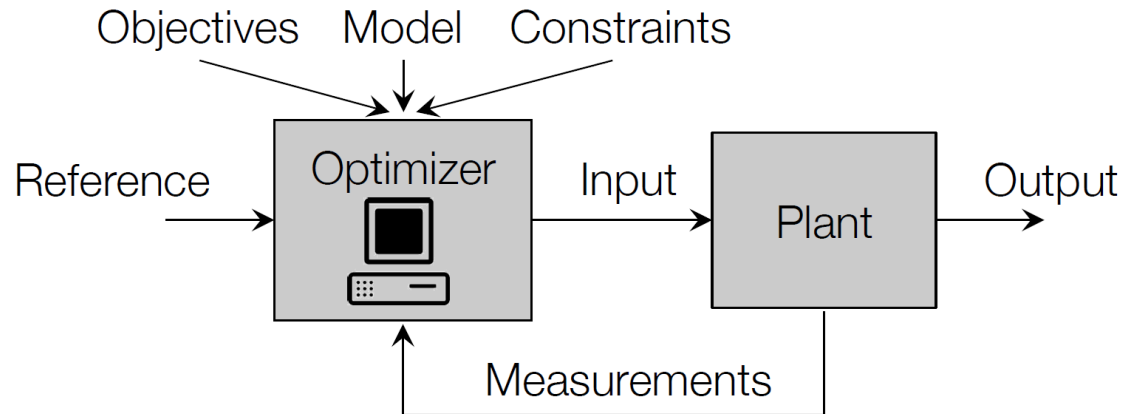 Objectives Model Constraints
Reference
Optimizer
Input
Plant
Output
Measurements